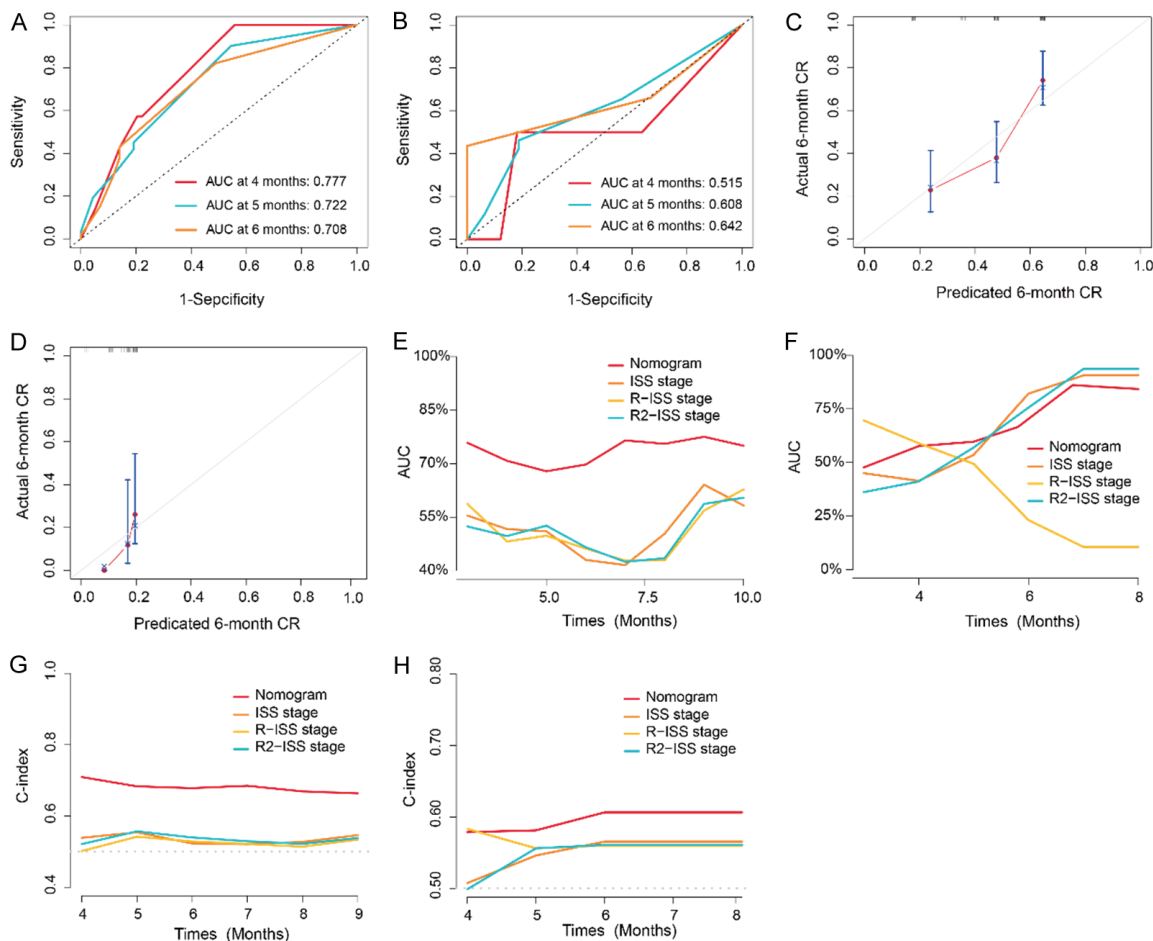 A
1.0
0.8
0.6
0.4
0.2
0.0
Sensitivity
AUC at 4 months: 0.777
AUC at 5 months: 0.722
AUC at 6 months: 0.708
0.0 0.2 0.4 0.6 0.8 1.0
1-Sepcificity
B
1.0
0.8
0.6
0.4
0.2
0.0
Sensitivity
AUC at 4 months: 0.515
AUC at 5 months: 0.608
AUC at 6 months: 0.642
0.0 0.2 0.4 0.6 0.8 1.0
1-Sepcificity
C
1.0
0.8
0.6
0.4
0.2
0.0
Actual 6-month CR
0.0 0.2 0.4 0.6 0.8 1.0
Predicated 6-month CR
D
1.0
0.8
0.6
0.4
0.2
0.0
Actual 6-month CR
0.0 0.2 0.4 0.6 0.8 1.0
Predicated 6-month CR
E
100%
85%
70%
55%
40%
AUC
Nomogram
ISS stage
R-ISS stage
R2-ISS stage
5.0 7.5 10.0
Times (Months)
F
100%
75%
50%
25%
0%
AUC
Nomogram
ISS stage
R-ISS stage
R2-ISS stage
4 6 8
Times (Months)
G
1.0
0.8
0.6
0.4
C-index
Nomogram
ISS stage
R-ISS stage
R2-ISS stage
4 5 6 7 8 9
Times (Months)
H
0.80
0.70
0.60
0.50
C-index
Nomogram
ISS stage
R-ISS stage
R2-ISS stage
4 5 6 7 8
Times (Months)